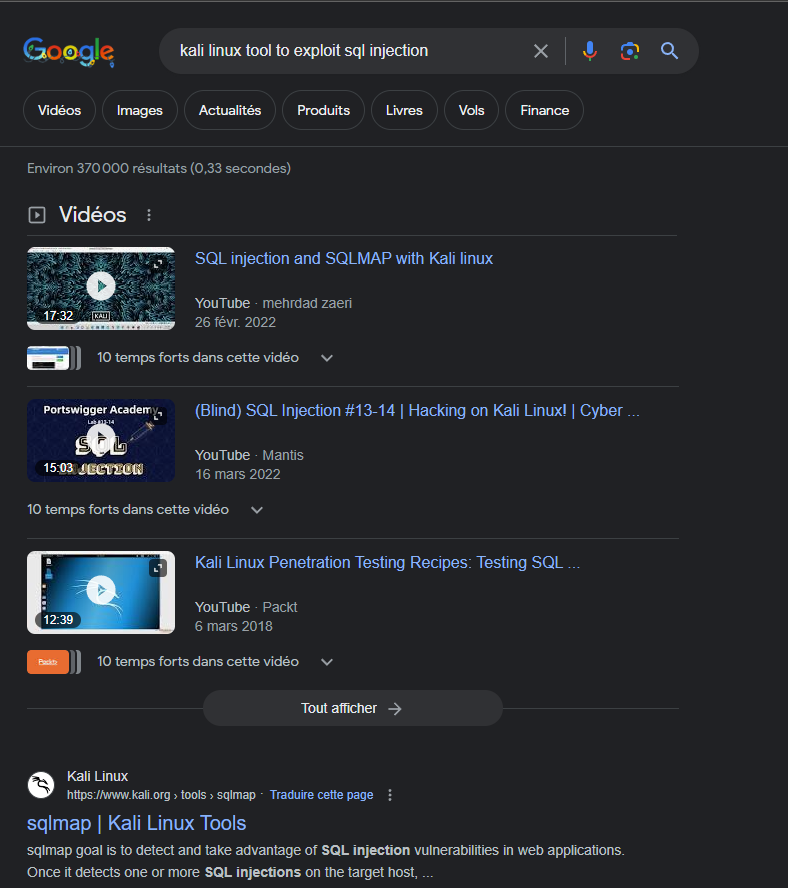 Google
kali linux tool to exploit sql injection
Vidéos Images Actualités Produits Livres Vols Finance
Environ 370 000 résultats (0,33 secondes)
Vidéos
SQL injection and SQLMAP with Kali linux
17:32
KALI
YouTube · mehrdad zaeri
26 févr. 2022
10 temps forts dans cette vidéo
Portswigger Academy
Lab #13-14
SQL
INJECTION
15:03
(Blind) SQL Injection #13-14 | Hacking on Kali Linux! | Cyber ...
YouTube · Mantis
16 mars 2022
10 temps forts dans cette vidéo
12:39
Kali Linux Penetration Testing Recipes: Testing SQL ...
YouTube · Packt
6 mars 2018
Packt>
10 temps forts dans cette vidéo
Tout afficher
Kali Linux
https://www.kali.org › tools › sqlmap · Traduire cette page
sqlmap | Kali Linux Tools
sqlmap goal is to detect and take advantage of SQL injection vulnerabilities in web applications.
Once it detects one or more SQL injections on the target host, ...